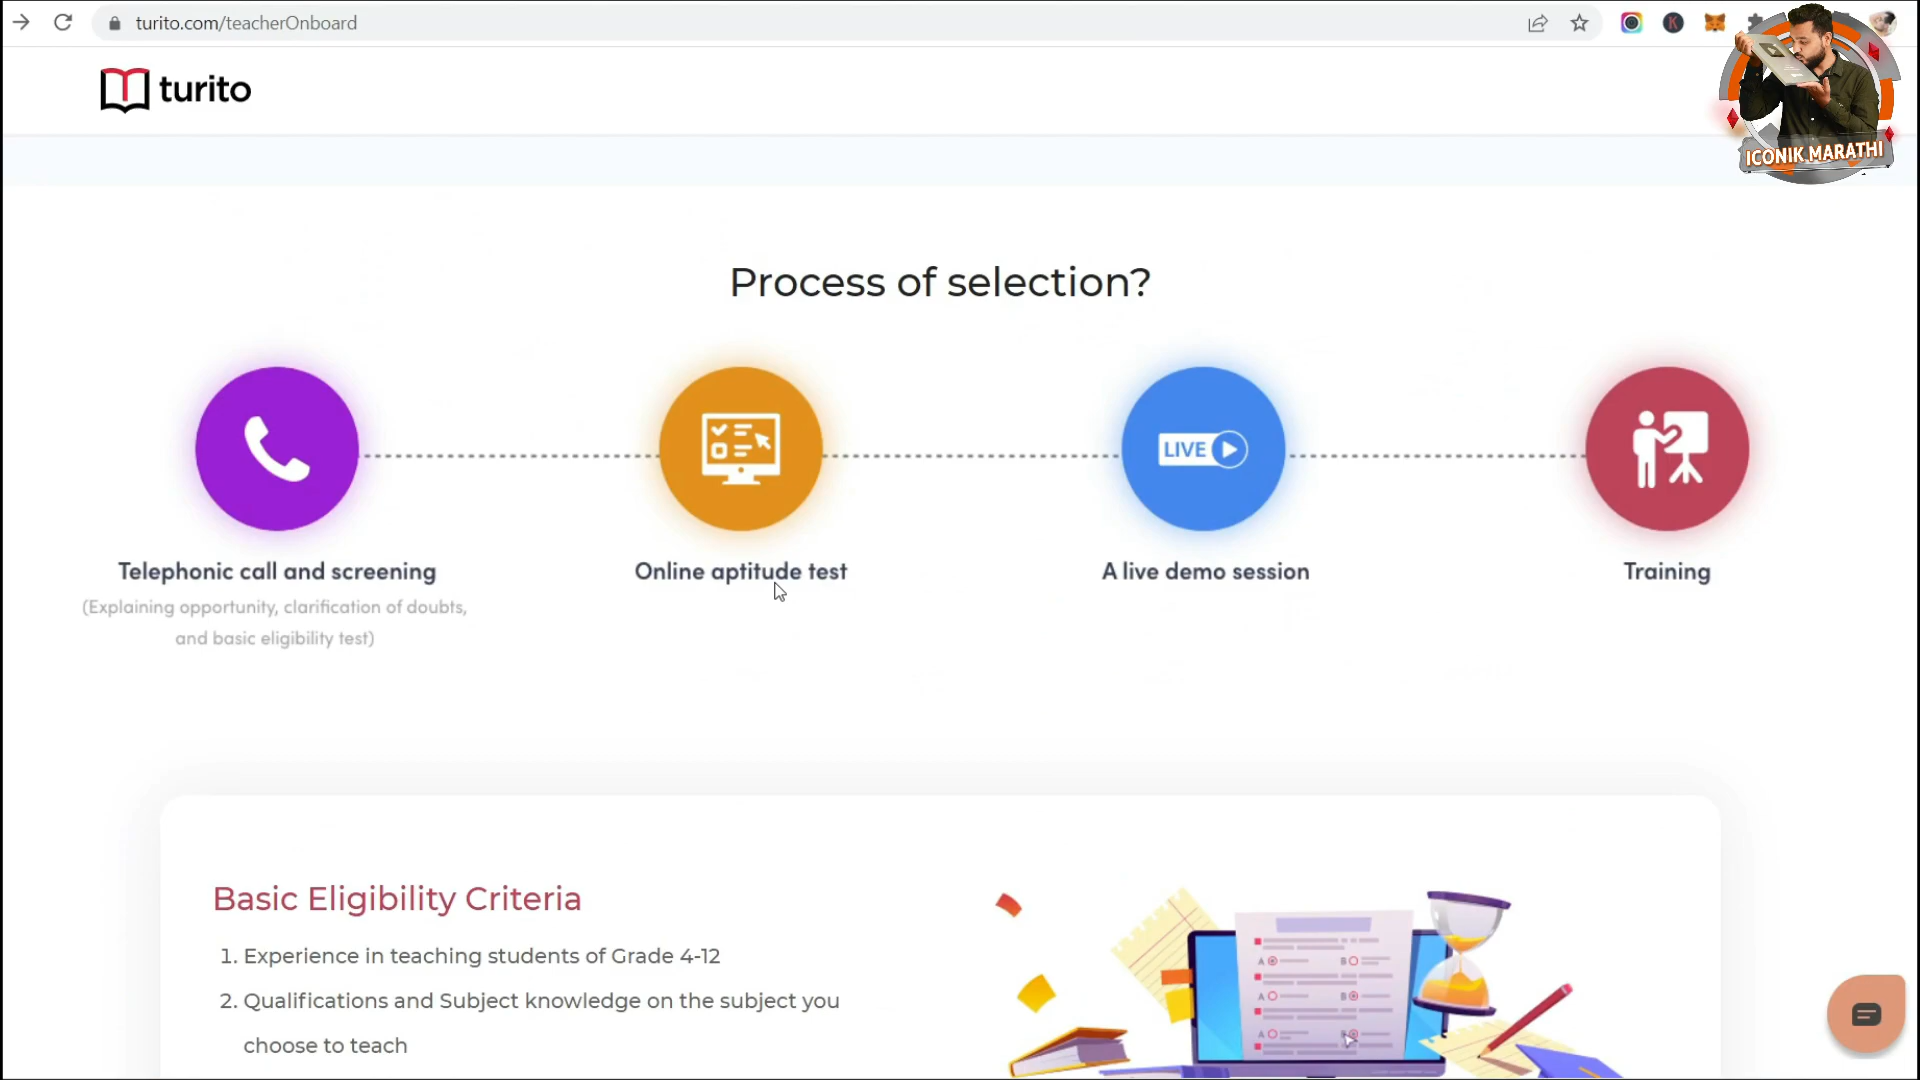 turito.com/teacherOnboard
turito
ICONIK MARATHI
Process of selection?
LIVE
Telephonic call and screening
(Explaining opportunity, clarification of doubts,
and basic eligibility test)
Online aptitude test
A live demo session
Training
Basic Eligibility Criteria
1. Experience in teaching students of Grade 4-12
2. Qualifications and Subject knowledge on the subject you
choose to teach
A B
A B
A B